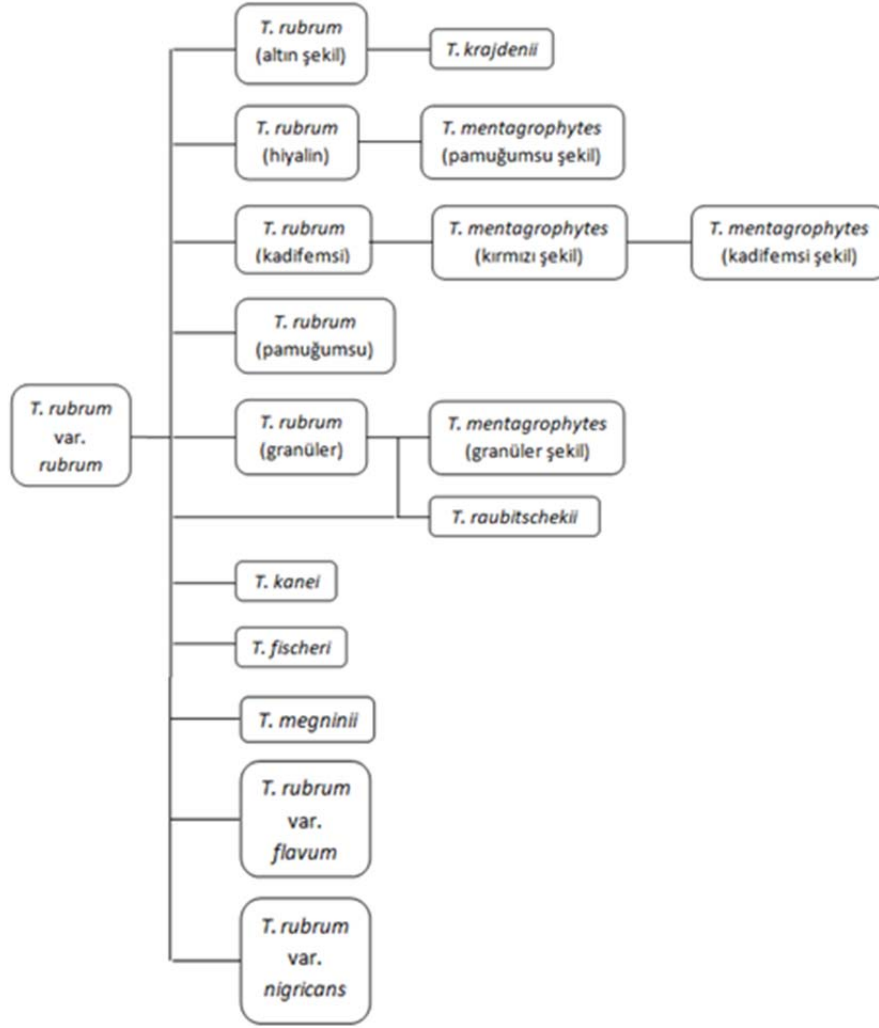 T. rubrum
(altın şekil)
T. krajdenii
T. rubrum
(hiyalin)
T. mentagrophytes
(pamuğumsu şekil)
T. rubrum
(kadifemsi)
T. mentagrophytes
(kırmızı şekil)
T. mentagrophytes
(kadifemsi şekil)
T. rubrum
(pamuğumsu)
T. rubrum
var.
rubrum
T. rubrum
(granüler)
T. mentagrophytes
(granüler şekil)
T. raubitschekii
T. kanei
T. fischeri
T. megninii
T. rubrum
var.
flavum
T. rubrum
var.
nigricans